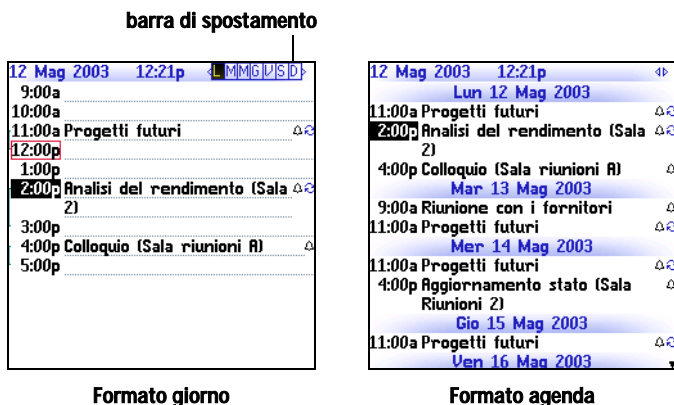 barra di spostamento
12 Mag 2003 12:21p L M M G V S D
9:00a
10:00a
11:00a Progetti futuri
12:00p
1:00p
2:00p Analisi del rendimento (Sala
2)
3:00p
4:00p Colloquio (Sala riunioni A)
5:00p
Formato giorno
12 Mag 2003 12:21p
Lun 12 Mag 2003
11:00a Progetti futuri
2:00p Analisi del rendimento (Sala
2)
4:00p Colloquio (Sala riunioni A)
Mar 13 Mag 2003
9:00a Riunione con i fornitori
11:00a Progetti futuri
Mer 14 Mag 2003
11:00a Progetti futuri
4:00p Aggiornamento stato (Sala
Riunioni 2)
Gio 15 Mag 2003
11:00a Progetti futuri
Ven 16 Mag 2003
Formato agenda